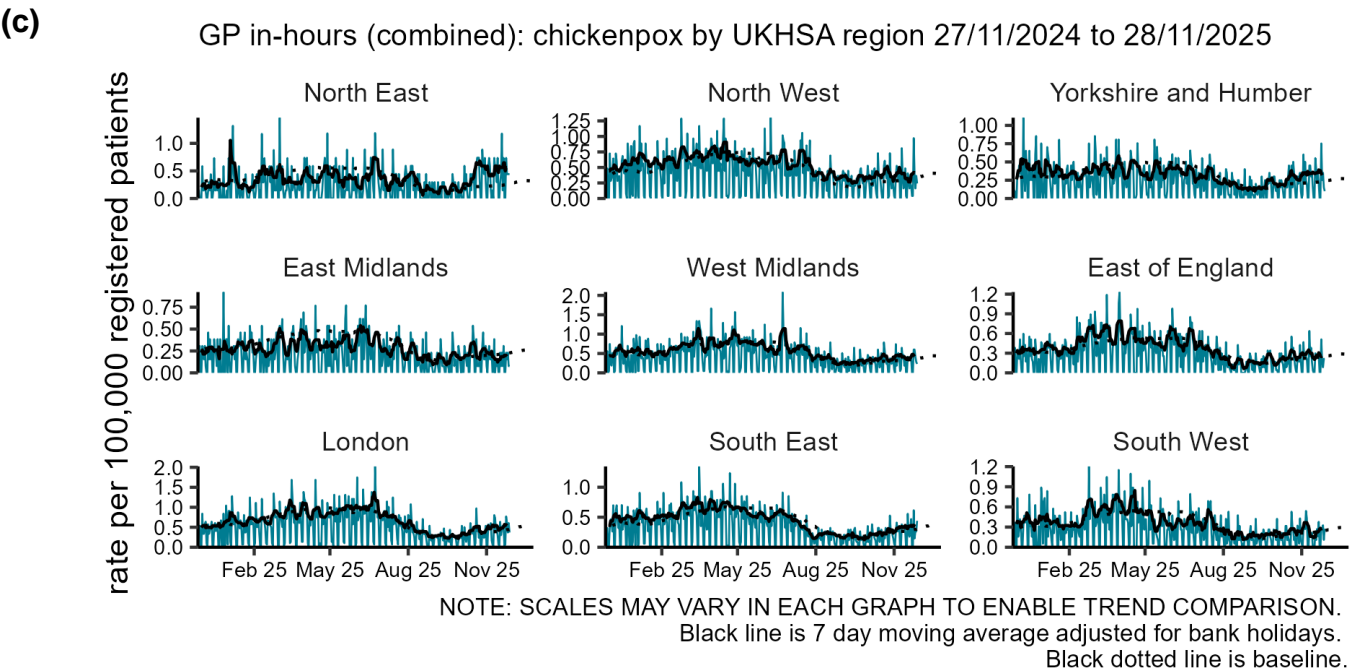 (c)
GP in-hours (combined): chickenpox by UKHSA region 27/11/2024 to 28/11/2025
rate per 100,000 registered patients
North East
1.0
0.5
0.0
North West
1.25
1.00
0.75
0.50
0.25
0.00
Yorkshire and Humber
1.00
0.75
0.50
0.25
0.00
East Midlands
0.75
0.50
0.25
0.00
West Midlands
2.0
1.5
1.0
0.5
0.0
East of England
1.2
0.9
0.6
0.3
0.0
London
2.0
1.5
1.0
0.5
0.0
Feb 25 May 25 Aug 25 Nov 25
South East
1.0
0.5
0.0
Feb 25 May 25 Aug 25 Nov 25
South West
1.2
0.9
0.6
0.3
0.0
Feb 25 May 25 Aug 25 Nov 25
NOTE: SCALES MAY VARY IN EACH GRAPH TO ENABLE TREND COMPARISON.
Black line is 7 day moving average adjusted for bank holidays.
Black dotted line is baseline.